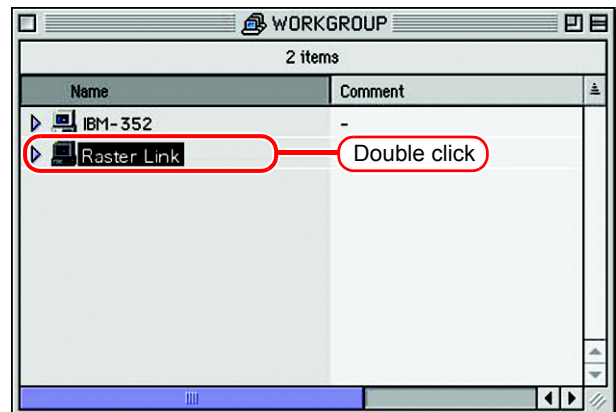 WORKGROUP
2 items
Name Comment
IBM-352 -
Raster Link Double click